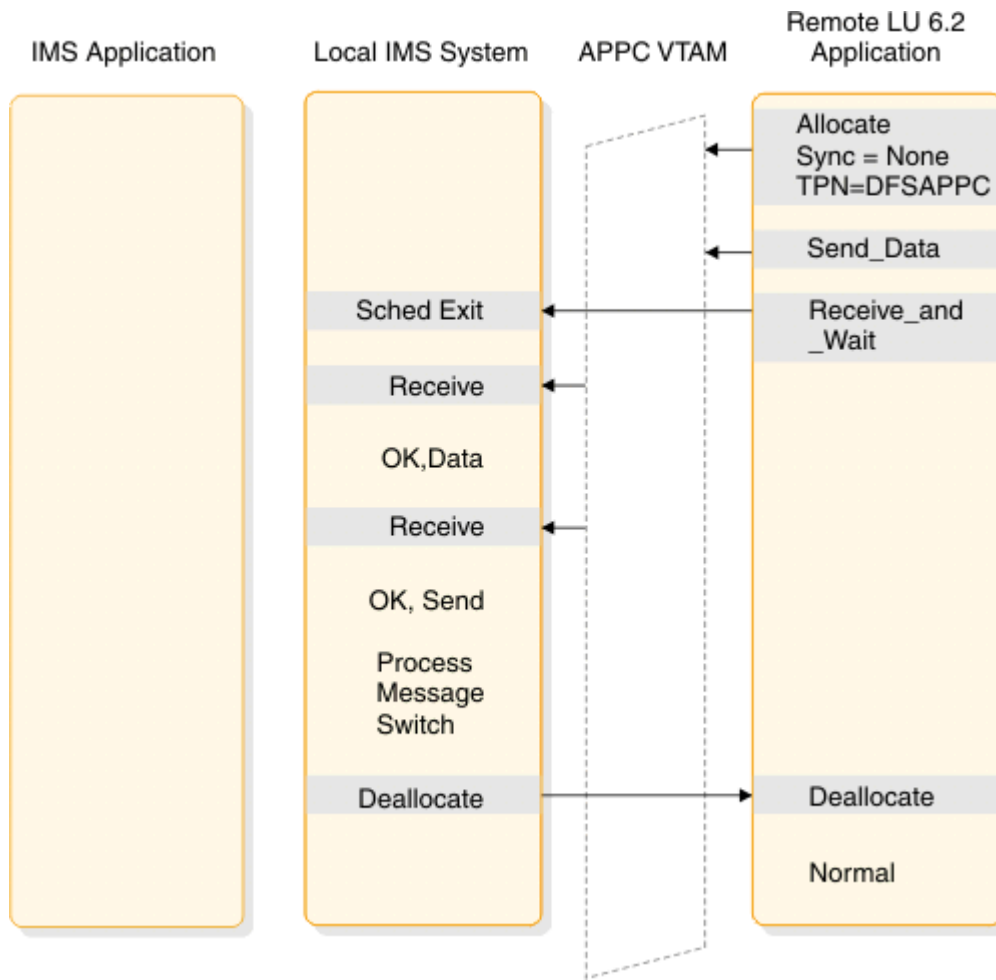 IMS Application
Local IMS System
APPC VTAM
Remote LU 6.2
Application
Allocate
Sync = None
TPN=DFSAPPC
Send_Data
Sched Exit
Receive_and
_Wait
Receive
OK,Data
Receive
OK, Send
Process
Message
Switch
Deallocate
Deallocate
Normal